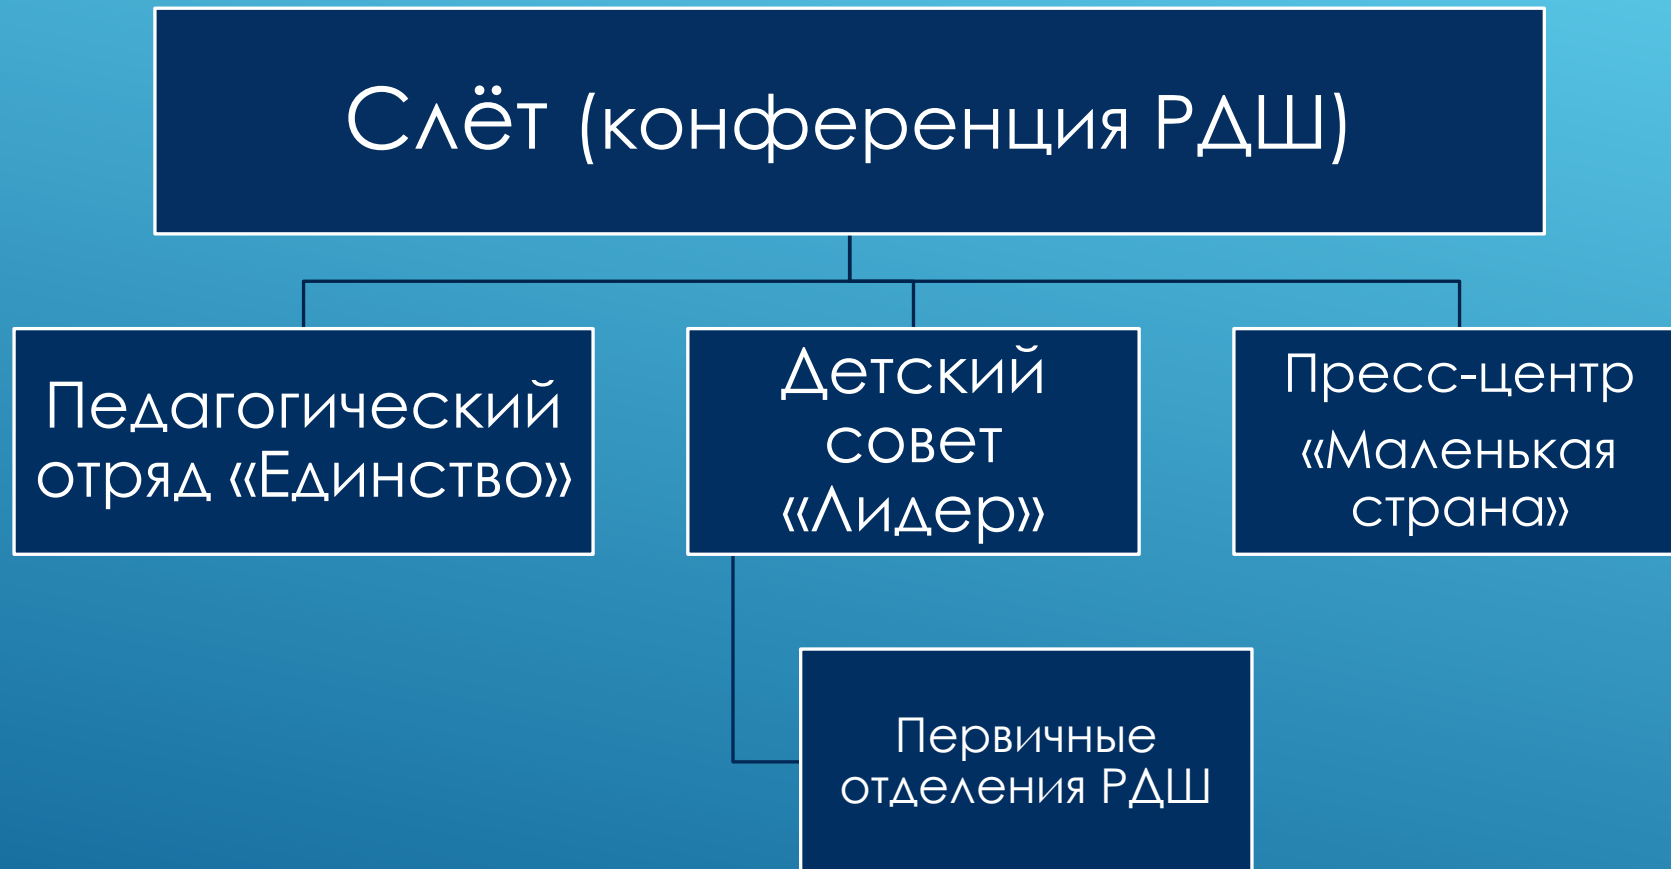 Слёт (конференция РДШ)
Педагогический
отряд «Единство»
Детский
совет
«Лидер»
Пресс-центр
«Маленькая
страна»
Первичные
отделения РДШ